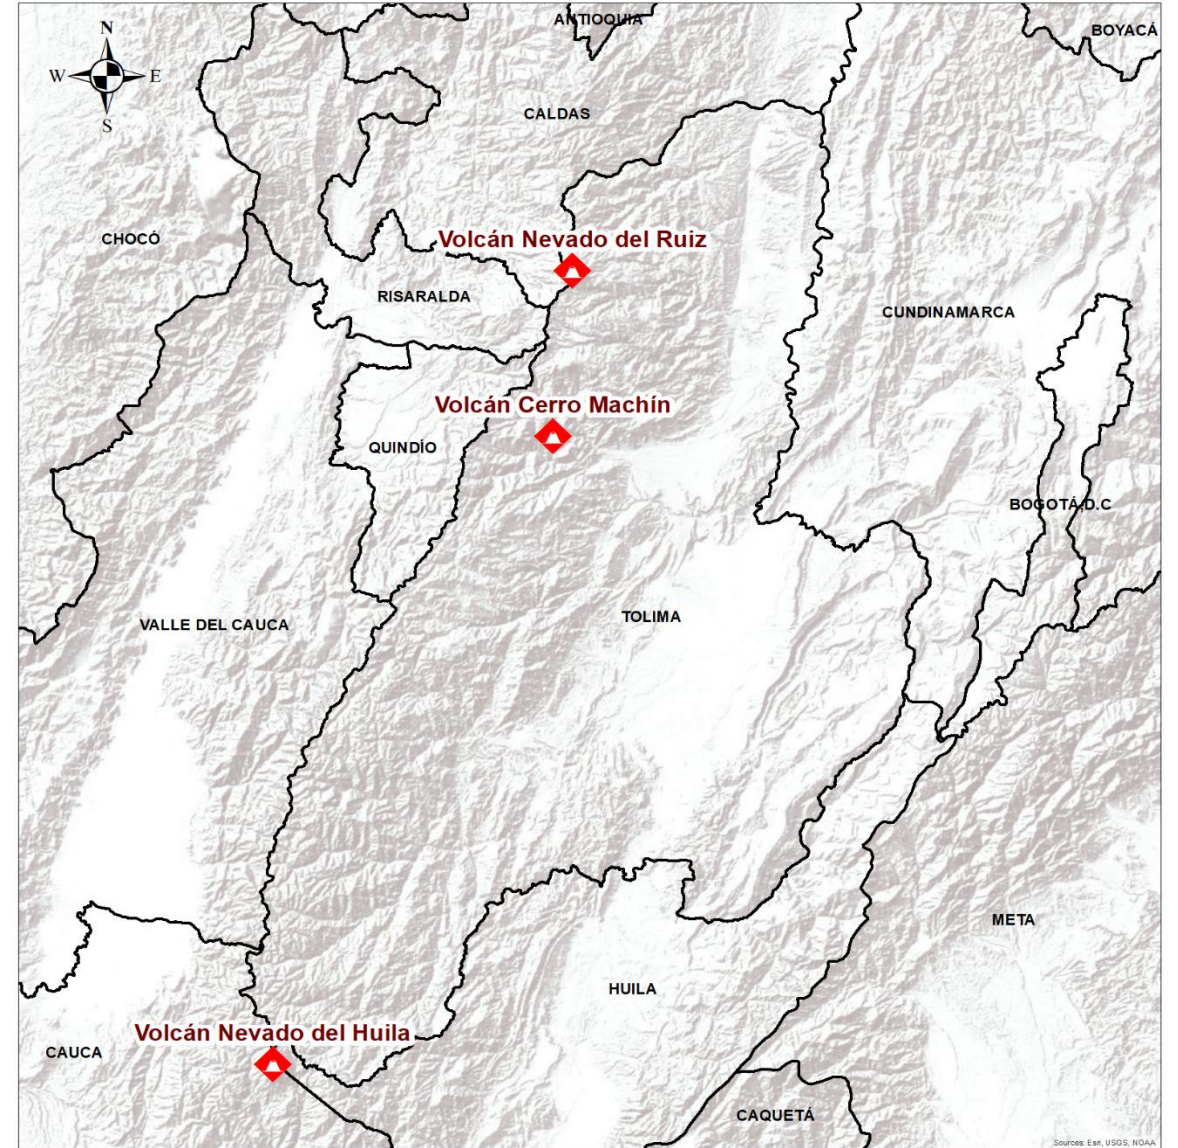 ANTIOQUIA
BOYACÁ
N
W
E
S
CALDAS
CHOCÓ
Volcán Nevado del Ruiz
RISARALDA
CUNDINAMARCA
Volcán Cerro Machín
QUINDÍO
BOGOTÁ,D.C
VALLE DEL CAUCA
TOLIMA
META
HUILA
Volcán Nevado del Huila
CAUCA
CAQUETÁ
Sources: Esri, USGS, NOAA